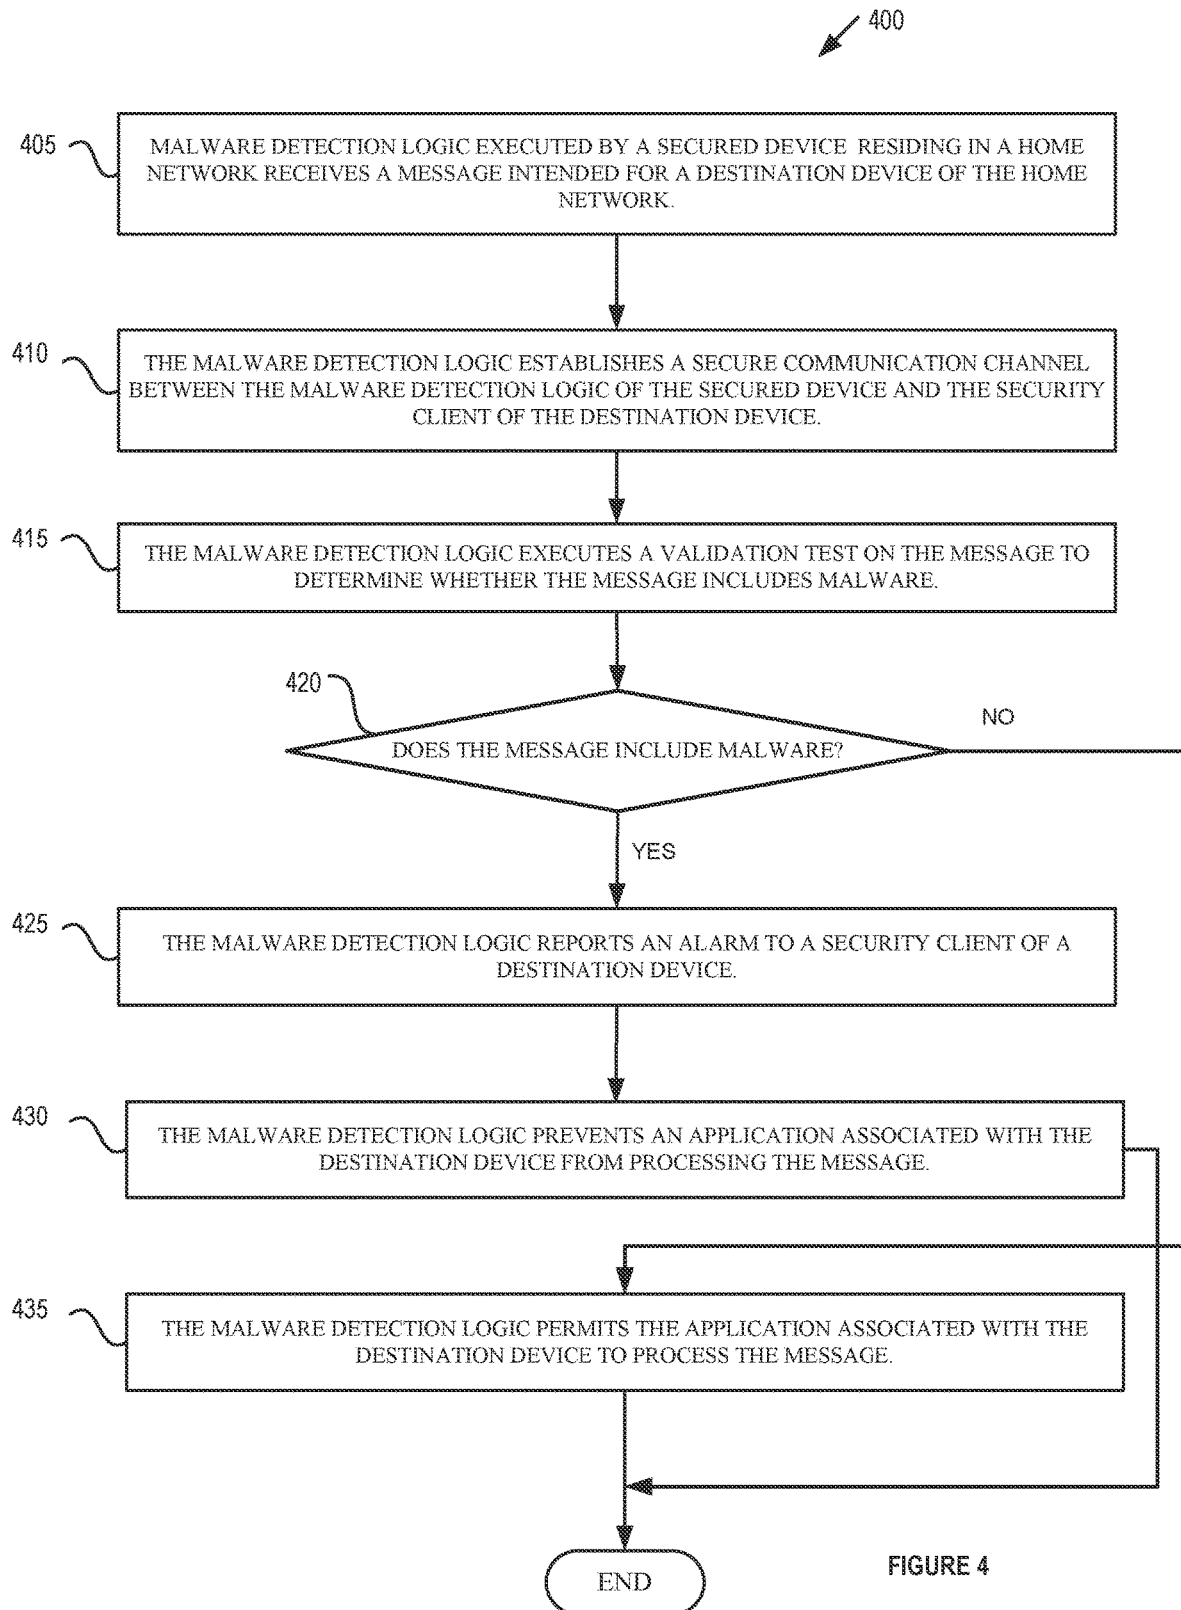 400
405
MALWARE DETECTION LOGIC EXECUTED BY A SECURED DEVICE RESIDING IN A HOME
NETWORK RECEIVES A MESSAGE INTENDED FOR A DESTINATION DEVICE OF THE HOME
NETWORK.
410
THE MALWARE DETECTION LOGIC ESTABLISHES A SECURE COMMUNICATION CHANNEL
BETWEEN THE MALWARE DETECTION LOGIC OF THE SECURED DEVICE AND THE SECURITY
CLIENT OF THE DESTINATION DEVICE.
415
THE MALWARE DETECTION LOGIC EXECUTES A VALIDATION TEST ON THE MESSAGE TO
DETERMINE WHETHER THE MESSAGE INCLUDES MALWARE.
420
NO
DOES THE MESSAGE INCLUDE MALWARE?
YES
425
THE MALWARE DETECTION LOGIC REPORTS AN ALARM TO A SECURITY CLIENT OF A
DESTINATION DEVICE.
430
THE MALWARE DETECTION LOGIC PREVENTS AN APPLICATION ASSOCIATED WITH THE
DESTINATION DEVICE FROM PROCESSING THE MESSAGE.
435
THE MALWARE DETECTION LOGIC PERMITS THE APPLICATION ASSOCIATED WITH THE
DESTINATION DEVICE TO PROCESS THE MESSAGE.
END
FIGURE 4